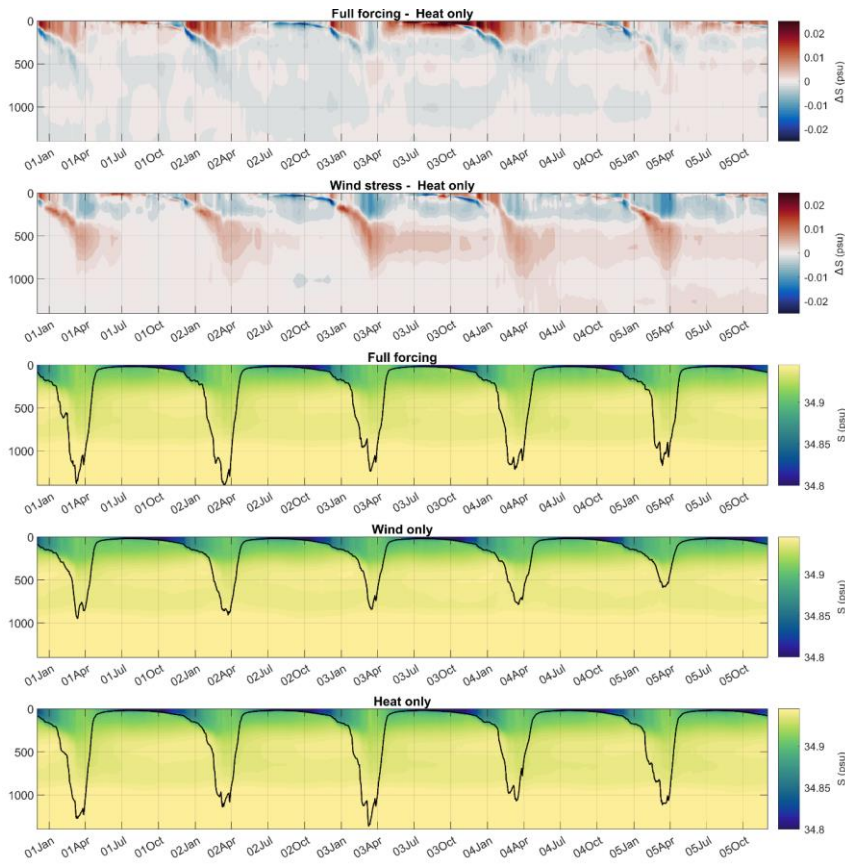 Full forcing - Heat only
0
500
1000
01Jan 01Apr 01Jul 01Oct 02Jan 02Apr 02Jul 02Oct 03Jan 03Apr 03Jul 03Oct 04Jan 04Apr 04Jul 04Oct 05Jan 05Apr 05Jul 05Oct
0.02
0.01
0
-0.01
-0.02
ΔS (psu)
Wind stress - Heat only
0
500
1000
01Jan 01Apr 01Jul 01Oct 02Jan 02Apr 02Jul 02Oct 03Jan 03Apr 03Jul 03Oct 04Jan 04Apr 04Jul 04Oct 05Jan 05Apr 05Jul 05Oct
0.02
0.01
0
-0.01
-0.02
ΔS (psu)
Full forcing
0
500
1000
01Jan 01Apr 01Jul 01Oct 02Jan 02Apr 02Jul 02Oct 03Jan 03Apr 03Jul 03Oct 04Jan 04Apr 04Jul 04Oct 05Jan 05Apr 05Jul 05Oct
34.9
34.85
34.8
S (psu)
Wind only
0
500
1000
01Jan 01Apr 01Jul 01Oct 02Jan 02Apr 02Jul 02Oct 03Jan 03Apr 03Jul 03Oct 04Jan 04Apr 04Jul 04Oct 05Jan 05Apr 05Jul 05Oct
34.9
34.85
34.8
S (psu)
Heat only
0
500
1000
01Jan 01Apr 01Jul 01Oct 02Jan 02Apr 02Jul 02Oct 03Jan 03Apr 03Jul 03Oct 04Jan 04Apr 04Jul 04Oct 05Jan 05Apr 05Jul 05Oct
34.9
34.85
34.8
S (psu)